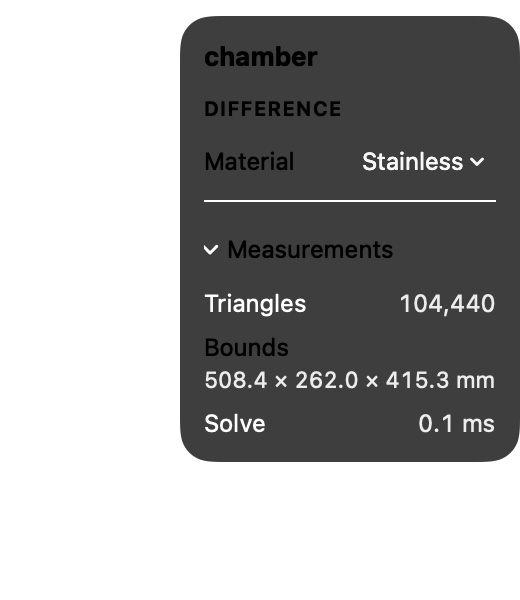 chamber
DIFFERENCE
Material Stainless
Measurements
Triangles 104,440
Bounds
508.4 × 262.0 × 415.3 mm
Solve 0.1 ms